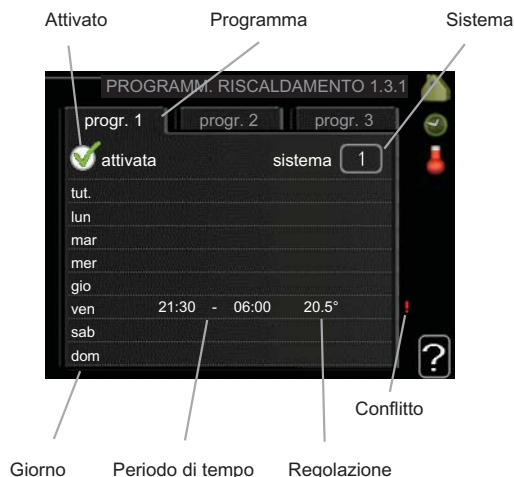 Attivato Programma Sistema
PROGRAMM. RISCALDAMENTO 1.3.1
progr. 1 progr. 2 progr. 3
attivata sistema 1
tut.
lun
mar
mer
gio
ven 21:30 - 06:00 20.5° !
sab
dom
?
Conflitto
Giorno Periodo di tempo Regolazione